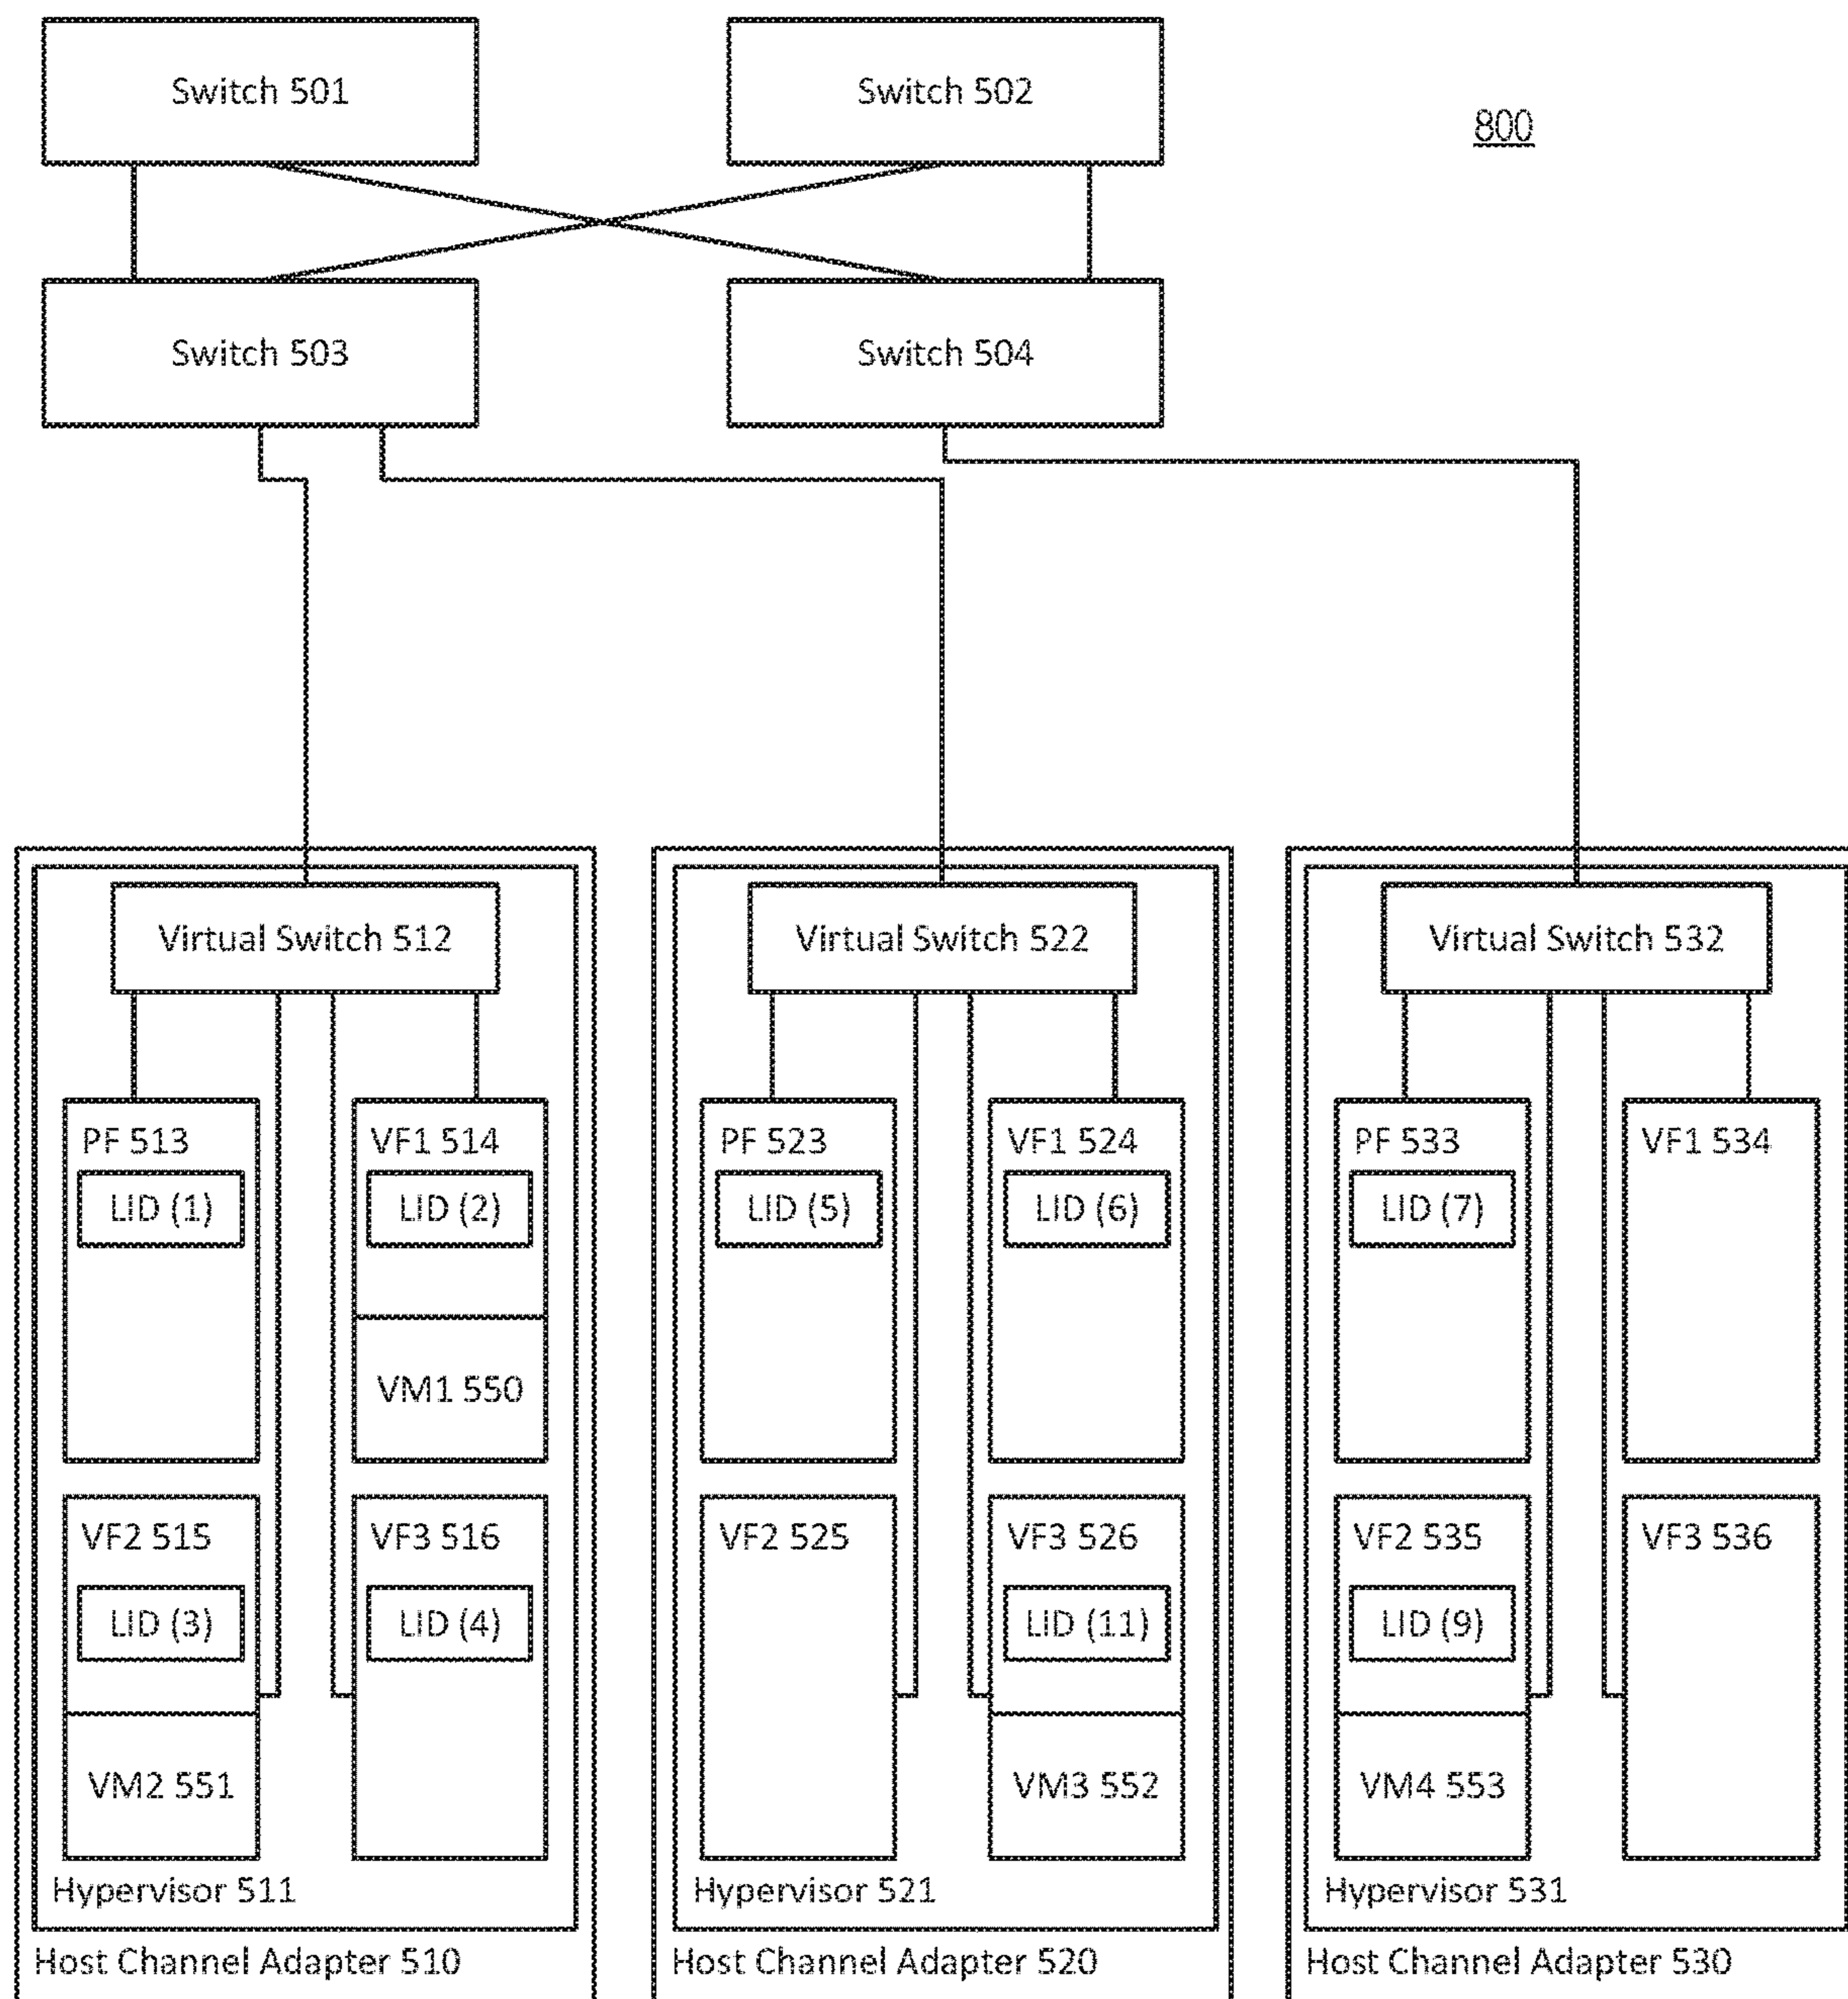 Switch 501
Switch 502
800
Switch 503
Switch 504
Virtual Switch 512
Virtual Switch 522
Virtual Switch 532
PF 513
LID (1)
VF1 514
LID (2)
VM1 550
PF 523
LID (5)
VF1 524
LID (6)
PF 533
LID (7)
VF1 534
VF2 515
LID (3)
VM2 551
VF3 516
LID (4)
VF2 525
VF3 526
LID (11)
VM3 552
VF2 535
LID (9)
VM4 553
VF3 536
Hypervisor 511
Hypervisor 521
Hypervisor 531
Host Channel Adapter 510
Host Channel Adapter 520
Host Channel Adapter 530